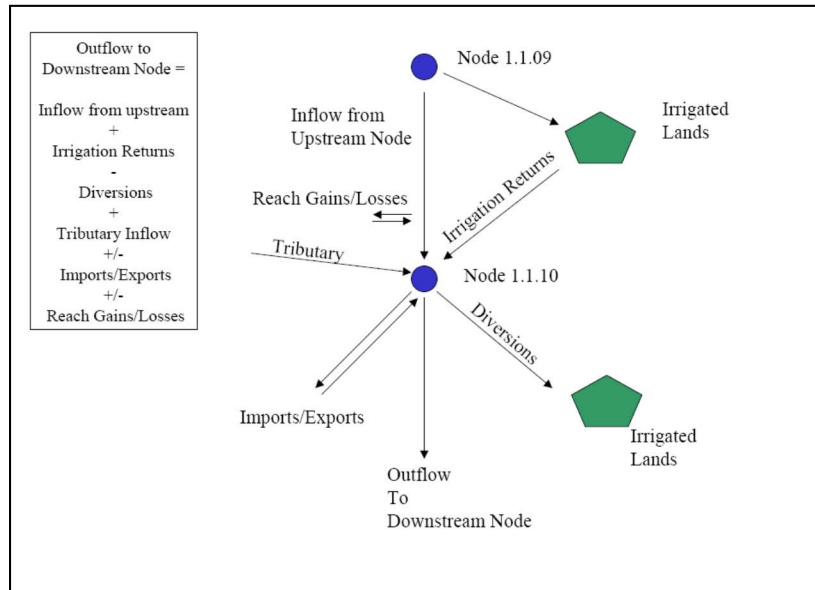 Outflow to
Downstream Node =
Inflow from upstream
+
Irrigation Returns
-
Diversions
+
Tributary Inflow
+/-
Imports/Exports
+/-
Reach Gains/Losses
Node 1.1.09
Inflow from
Upstream Node
Irrigated
Lands
Reach Gains/Losses
Irrigation Returns
Tributary
Node 1.1.10
Diversions
Imports/Exports
Irrigated
Lands
Outflow
To
Downstream Node